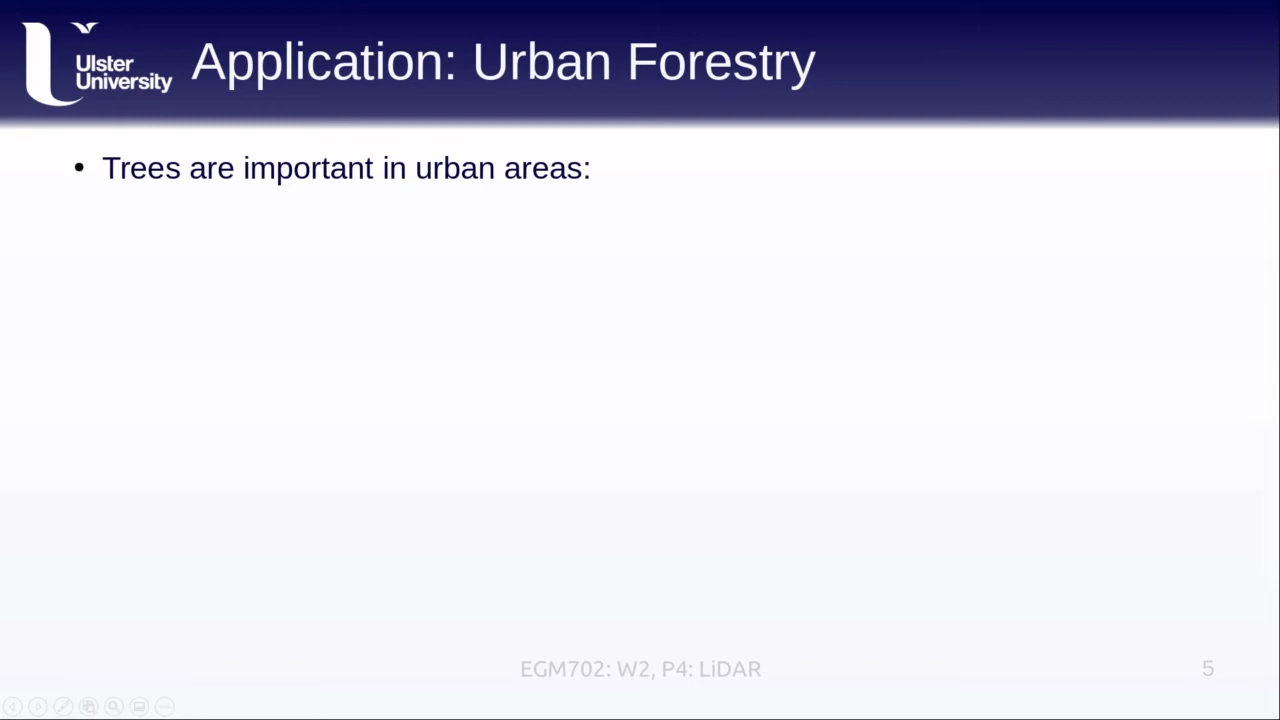 Ulster
University
Application: Urban Forestry
• Trees are important in urban areas:
EGM702: W2, P4: LiDAR
5